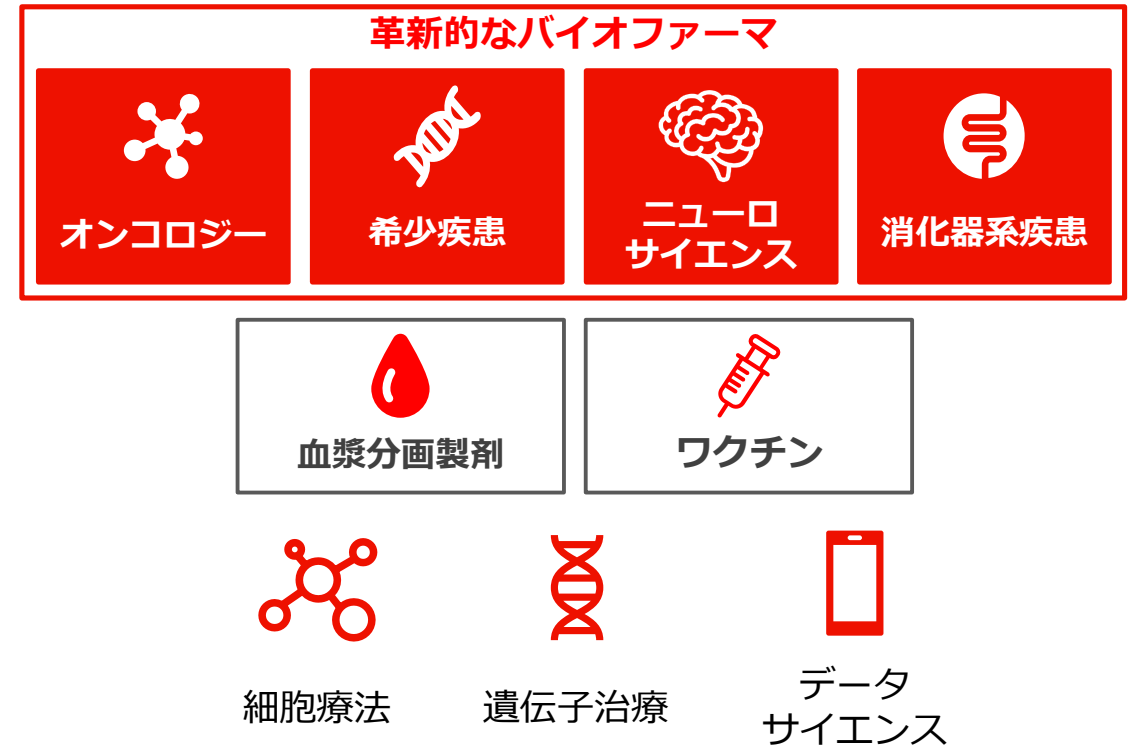 革新的なバイオファーマ
オンコロジー
希少疾患
ニューロ
サイエンス
消化器系疾患
血漿分画製剤
ワクチン
細胞療法
遺伝子治療
データ
サイエンス